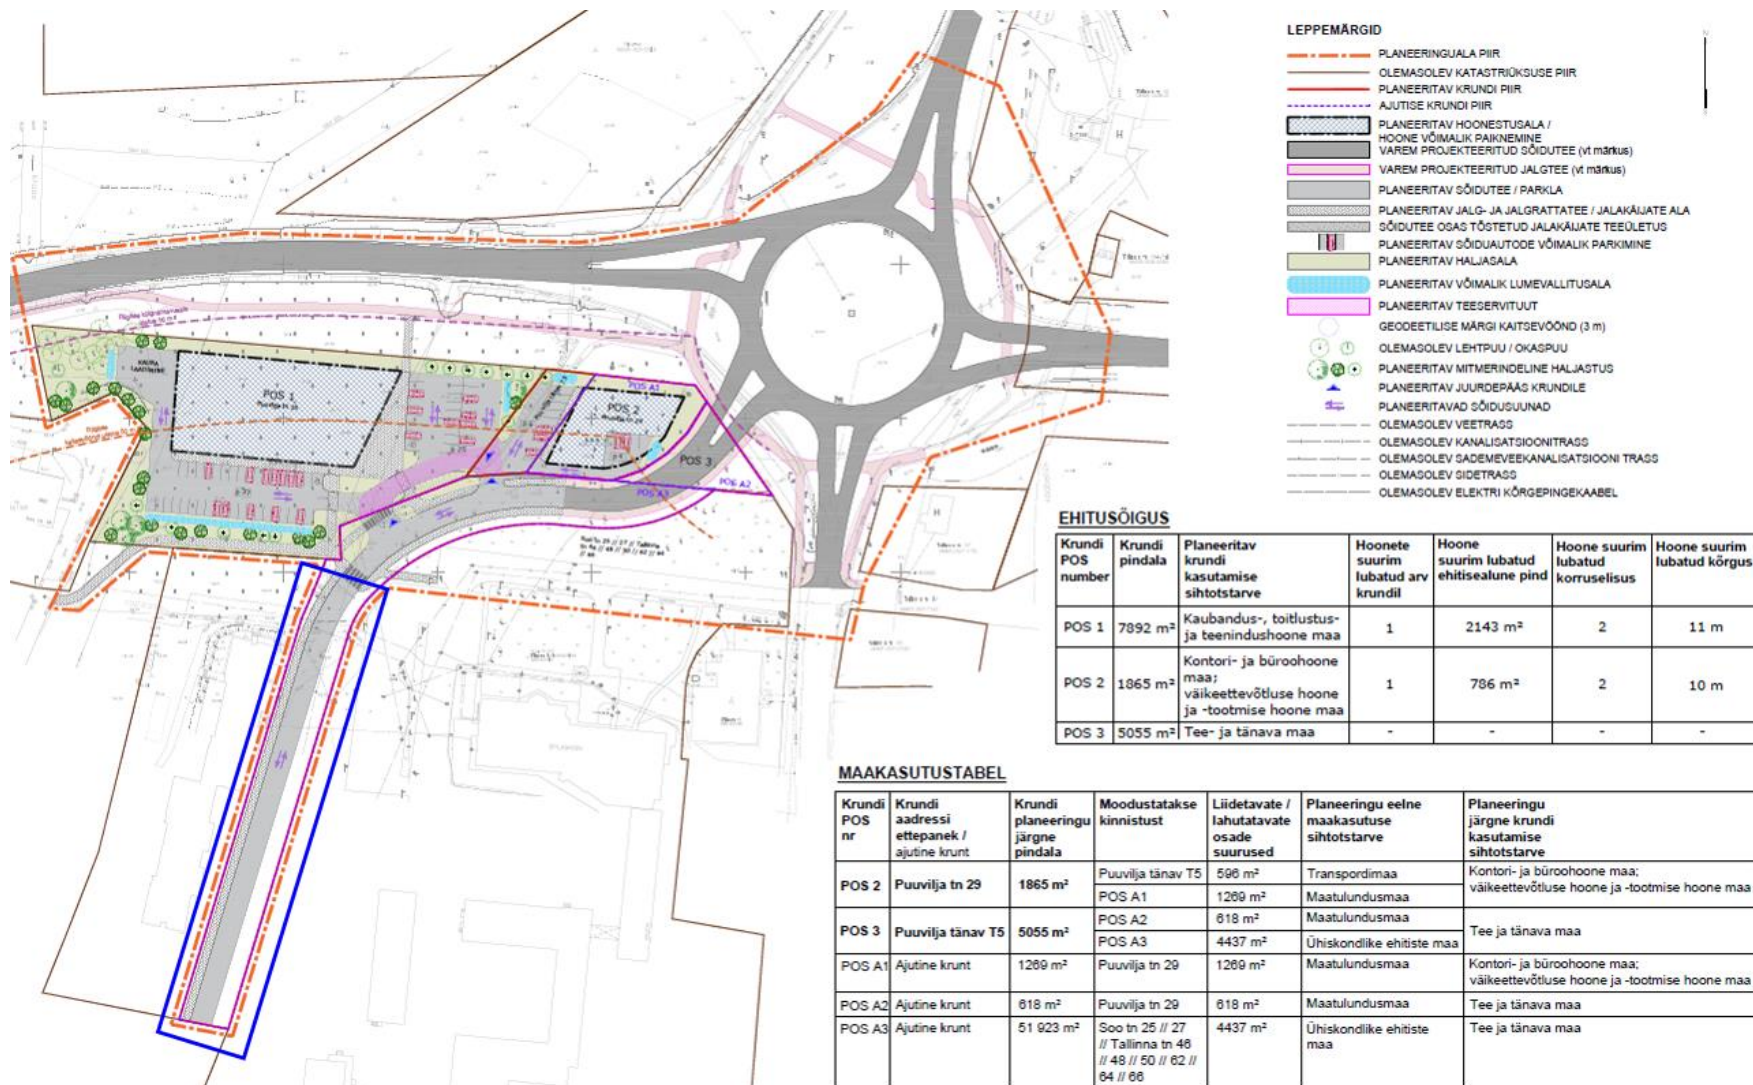 LEPPEMÄRGID
PLANEERINGUALA PIIR
OLEMASOLEV KATASTRIÜKSUSE PIIR
PLANEERITAV KRUNDI PIIR
AJUTISE KRUNDI PIIR
PLANEERITAV HOONESTUSALA /
HOONE VÕIMALIK PAIKNEMINE
VAREM PROJEKTEERITUD SÕIDUTEE (vt märkus)
VAREM PROJEKTEERITUD JALGTEE (vt märkus)
PLANEERITAV SÕIDUTEE / PARKLA
PLANEERITAV JALG- JA JALGRATTATEE / JALAKÄIJATE ALA
SÕIDUTEE OSAS TÕSTETUD JALAKÄIJATE TEEÜLETUS
PLANEERITAV SÕIDUAUTODE VÕIMALIK PARKIMINE
PLANEERITAV HALJASALA
PLANEERITAV VÕIMALIK LUMEVALLITUSALA
PLANEERITAV TEESERVITUUT
GEODEETILISE MÄRGI KAITSEVÖÖND (3 m)
OLEMASOLEV LEHTPUU / OKASPUU
PLANEERITAV MITMERINDELINE HALJASTUS
PLANEERITAV JUURDEPÄÄS KRUNDILE
PLANEERITAVAD SÕIDUSUUNAD
OLEMASOLEV VEETRASS
OLEMASOLEV KANALISATSIOONITRASS
OLEMASOLEV SADEMEVEEKANALISATSIOONI TRASS
OLEMASOLEV SIDETRASS
OLEMASOLEV ELEKTRI KÕRGEPINGEKAABEL
KAUBA
LAADIMINE
POS 1
Puuvilja tn 25
POS 2
POS A1
POS 3
POS A2
POS A3
EHITUSÕIGUS
Krundi POS number Krundi pindala Planeeritav krundi kasutamise sihtotstarve Hoonete suurim lubatud arv krundil Hoone suurim lubatud ehitisealune pind Hoone suurim lubatud korruselisus Hoone suurim lubatud kõrgus
POS 1 7892 m² Kaubandus-, toitlustus- ja teenindushoone maa 1 2143 m² 2 11 m
POS 2 1865 m² Kontori- ja büroohoone maa; väikeettevõtluse hoone ja -tootmise hoone maa 1 786 m² 2 10 m
POS 3 5055 m² Tee- ja tänava maa - - - -
MAAKASUTUSTABEL
Krundi POS nr Krundi aadressi ettepanek / ajutine krunt Krundi planeeringu järgne pindala Moodustatakse kinnistust Liidetavate / lahutatavate osade suurused Planeeringu eelne maakasutuse sihtotstarve Planeeringu järgne krundi kasutamise sihtotstarve
POS 2 Puuvilja tn 29 1865 m² Puuvilja tänav T5 596 m² Transpordimaa Kontori- ja büroohoone maa; väikeettevõtluse hoone ja -tootmise hoone maa
POS A1 1269 m² Maatulundusmaa
POS 3 Puuvilja tänav T5 5055 m² POS A2 618 m² Maatulundusmaa Tee ja tänava maa
POS A3 4437 m² Ühiskondlike ehitiste maa
POS A1 Ajutine krunt 1269 m² Puuvilja tn 29 1269 m² Maatulundusmaa Kontori- ja büroohoone maa; väikeettevõtluse hoone ja -tootmise hoone maa
POS A2 Ajutine krunt 618 m² Puuvilja tn 29 618 m² Maatulundusmaa Tee ja tänava maa
POS A3 Ajutine krunt 51 923 m² Soo tn 25 // 27 // Tallinna tn 46 // 48 // 50 // 62 // 64 // 66 4437 m² Ühiskondlike ehitiste maa Tee ja tänava maa